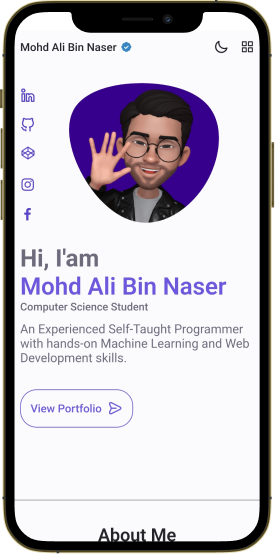 Mohd Ali Bin Naser
Hi, I'am
Mohd Ali Bin Naser
Computer Science Student
An Experienced Self-Taught Programmer
with hands-on Machine Learning and Web
Development skills.
View Portfolio
About Me